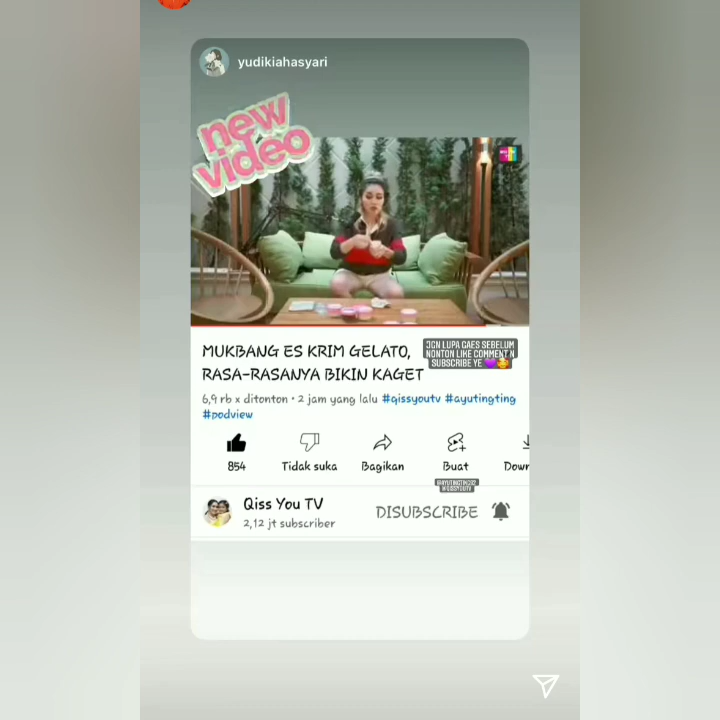 yudikiahasyari
new
video
MUKBANG ES KRIM GELATO,
RASA-RASANYA BIKIN KAGET
JGN LUPA GAES SEBELUM
NONTON LIKE COMMENT N
SUBSCRIBE YE
6,9 rb x ditonton • 2 jam yang lalu #qissyoutv #ayutingting
#podview
854
Tidak suka
Bagikan
Buat
Down
Qiss You TV
2,12 jt subscriber
DISUBSCRIBE